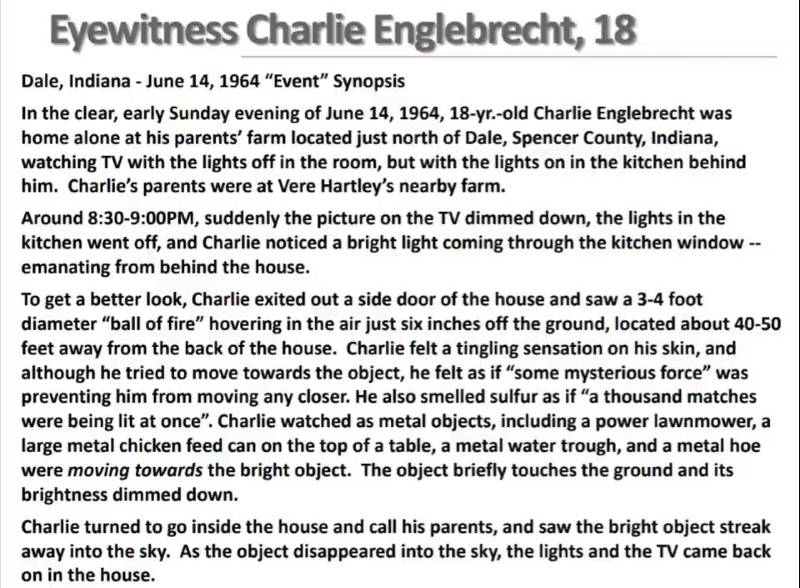 Eyewitness Charlie Englebrecht, 18
Dale, Indiana - June 14, 1964 “Event” Synopsis
In the clear, early Sunday evening of June 14, 1964, 18-yr.-old Charlie Englebrecht was
home alone at his parents’ farm located just north of Dale, Spencer County, Indiana,
watching TV with the lights off in the room, but with the lights on in the kitchen behind
him.  Charlie’s parents were at Vere Hartley’s nearby farm.
Around 8:30-9:00PM, suddenly the picture on the TV dimmed down, the lights in the
kitchen went off, and Charlie noticed a bright light coming through the kitchen window --
emanating from behind the house.
To get a better look, Charlie exited out a side door of the house and saw a 3-4 foot
diameter “ball of fire” hovering in the air just six inches off the ground, located about 40-50
feet away from the back of the house.  Charlie felt a tingling sensation on his skin, and
although he tried to move towards the object, he felt as if “some mysterious force” was
preventing him from moving any closer. He also smelled sulfur as if “a thousand matches
were being lit at once”. Charlie watched as metal objects, including a power lawnmower, a
large metal chicken feed can on the top of a table, a metal water trough, and a metal hoe
were moving towards the bright object.  The object briefly touches the ground and its
brightness dimmed down.
Charlie turned to go inside the house and call his parents, and saw the bright object streak
away into the sky.  As the object disappeared into the sky, the lights and the TV came back
on in the house.